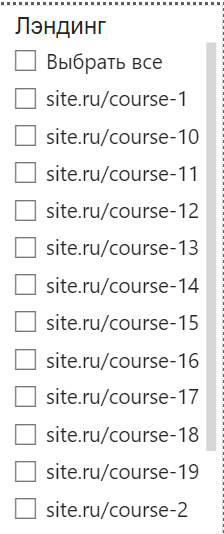 Лэндинг
Выбрать все
site.ru/course-1
site.ru/course-10
site.ru/course-11
site.ru/course-12
site.ru/course-13
site.ru/course-14
site.ru/course-15
site.ru/course-16
site.ru/course-17
site.ru/course-18
site.ru/course-19
site.ru/course-2